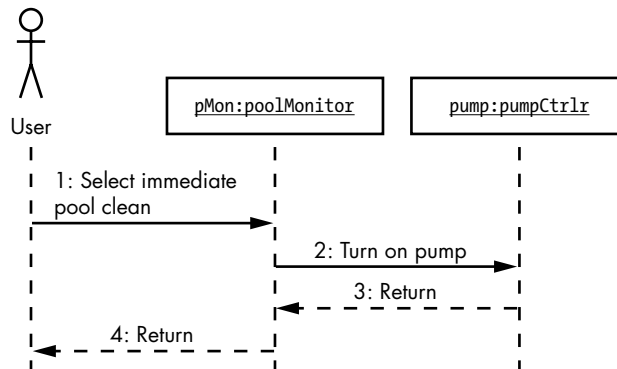 User
pMon:poolMonitor
pump:pumpCtrlr
1: Select immediate
pool clean
2: Turn on pump
3: Return
4: Return